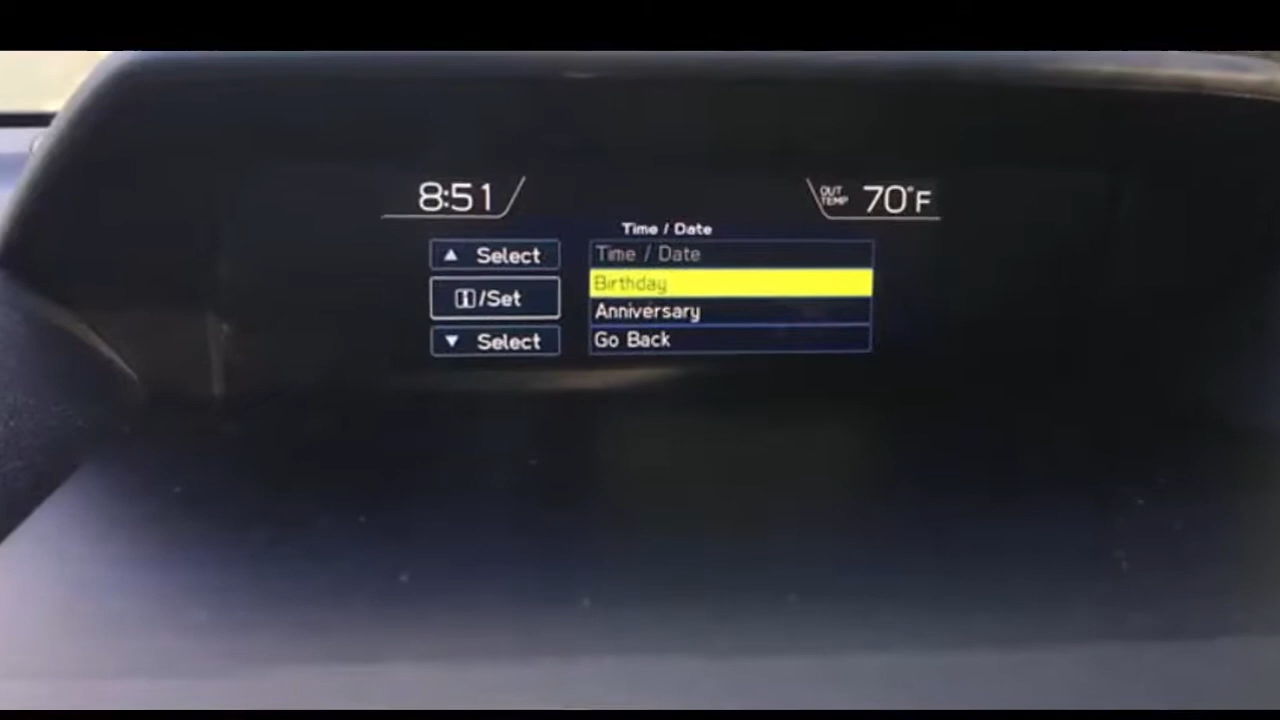 8:51
OUT TEMP 70°F
Time / Date
▲ Select
i/Set
▼ Select
Time / Date
Birthday
Anniversary
Go Back